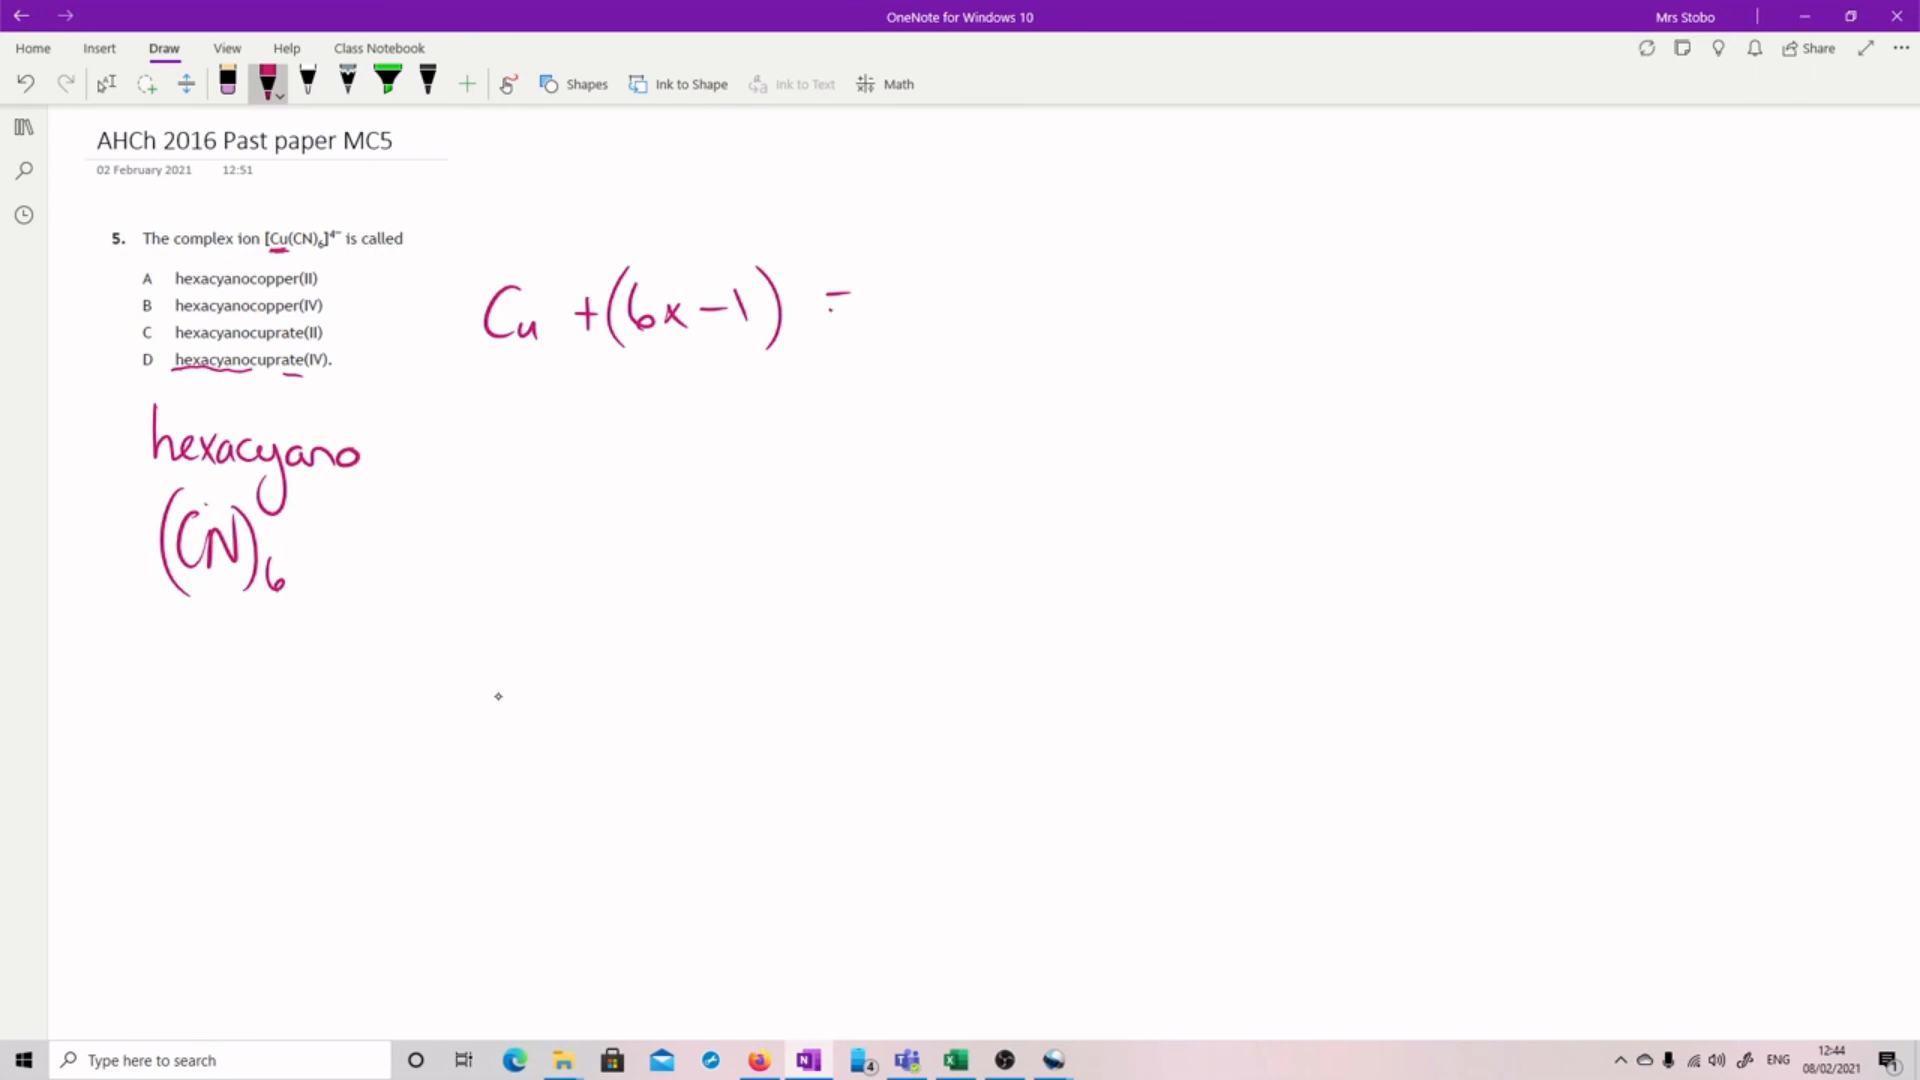 OneNote for Windows 10
Mrs Stobo
Home Insert Draw View Help Class Notebook
Share
Shapes Ink to Shape Ink to Text Math
AHCh 2016 Past paper MC5
02 February 2021 12:51
5. The complex ion [Cu(CN)₆]⁴⁻ is called
A hexacyanocopper(II)
B hexacyanocopper(IV)
C hexacyanocuprate(II)
D hexacyanocuprate(IV).
Cu +(6x-1) =
hexacyano
(CN)₆
Type here to search
4
ENG
12:44
08/02/2021
1